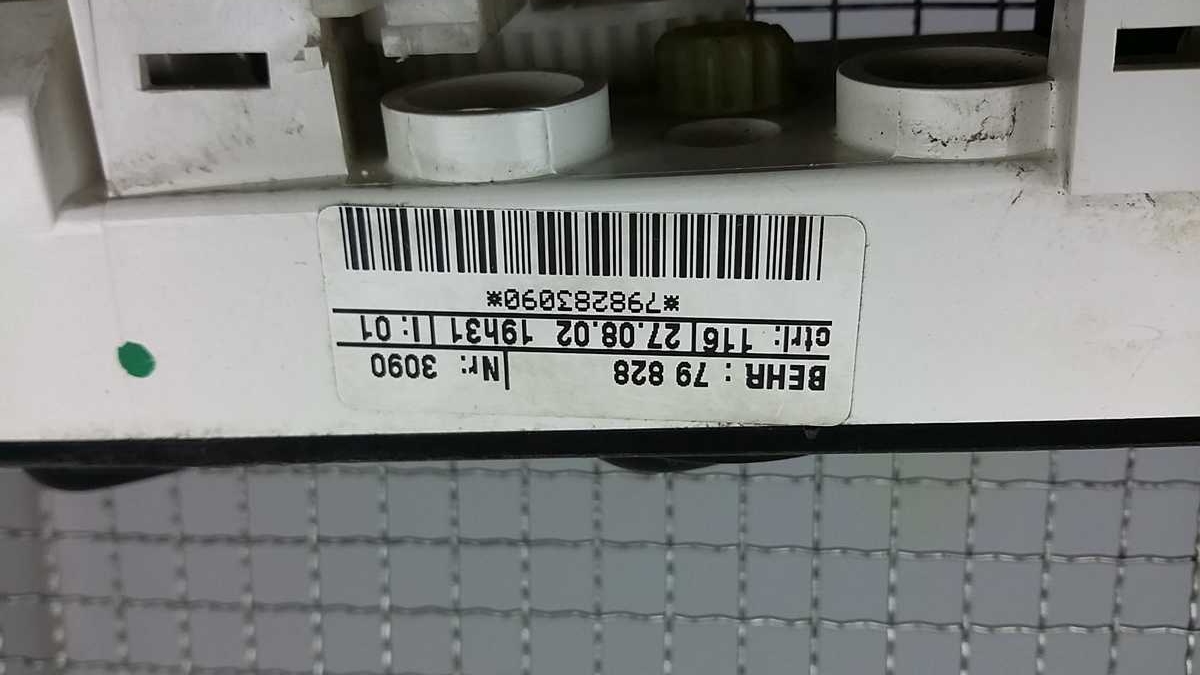 BEHR : 79 828 Nr: 3090
ctrl: 116 27.08.02 19h31 I: 01
*798283090*